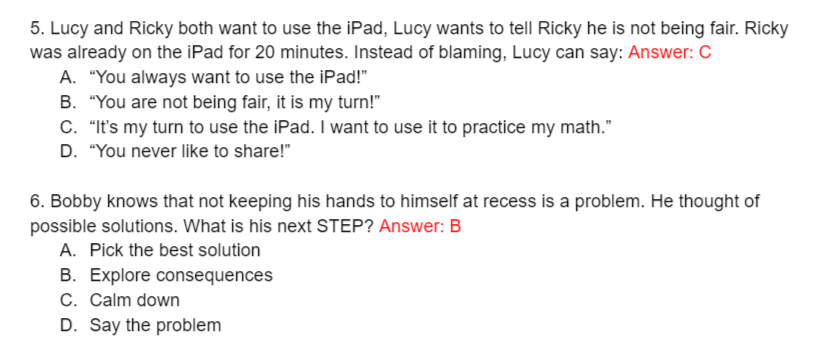 5. Lucy and Ricky both want to use the iPad, Lucy wants to tell Ricky he is not being fair. Ricky
was already on the iPad for 20 minutes. Instead of blaming, Lucy can say: Answer: C
A. “You always want to use the iPad!”
B. “You are not being fair, it is my turn!”
C. “It’s my turn to use the iPad. I want to use it to practice my math.”
D. “You never like to share!”
6. Bobby knows that not keeping his hands to himself at recess is a problem. He thought of
possible solutions. What is his next STEP? Answer: B
A. Pick the best solution
B. Explore consequences
C. Calm down
D. Say the problem